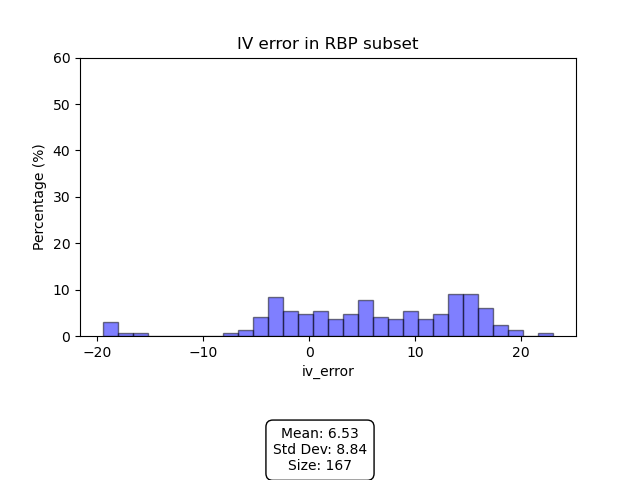 IV error in RBP subset
60
50
40
30
20
10
0
Percentage (%)
−20
−10
0
10
20
iv_error
Mean: 6.53
Std Dev: 8.84
Size: 167